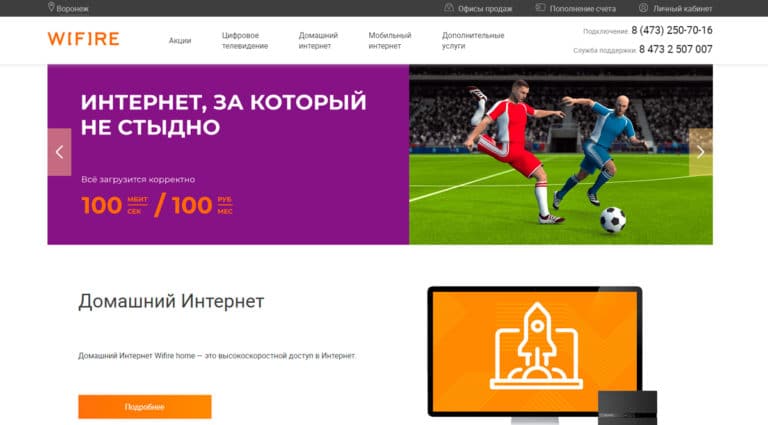 Воронеж
Офисы продаж
Пополнение счета
Личный кабинет
WIFIRE
Акции
Цифровое
телевидение
Домашний
интернет
Мобильный
интернет
Дополнительные
услуги
Подключение: 8 (473) 250-70-16
Служба поддержки: 8 473 2 507 007
ИНТЕРНЕТ, ЗА КОТОРЫЙ
НЕ СТЫДНО
Всё загрузится корректно
100 МБИТ СЕК / 100 РУБ МЕС
Домашний Интернет
Домашний Интернет Wifire home — это высокоскоростной доступ в Интернет.
Подробнее